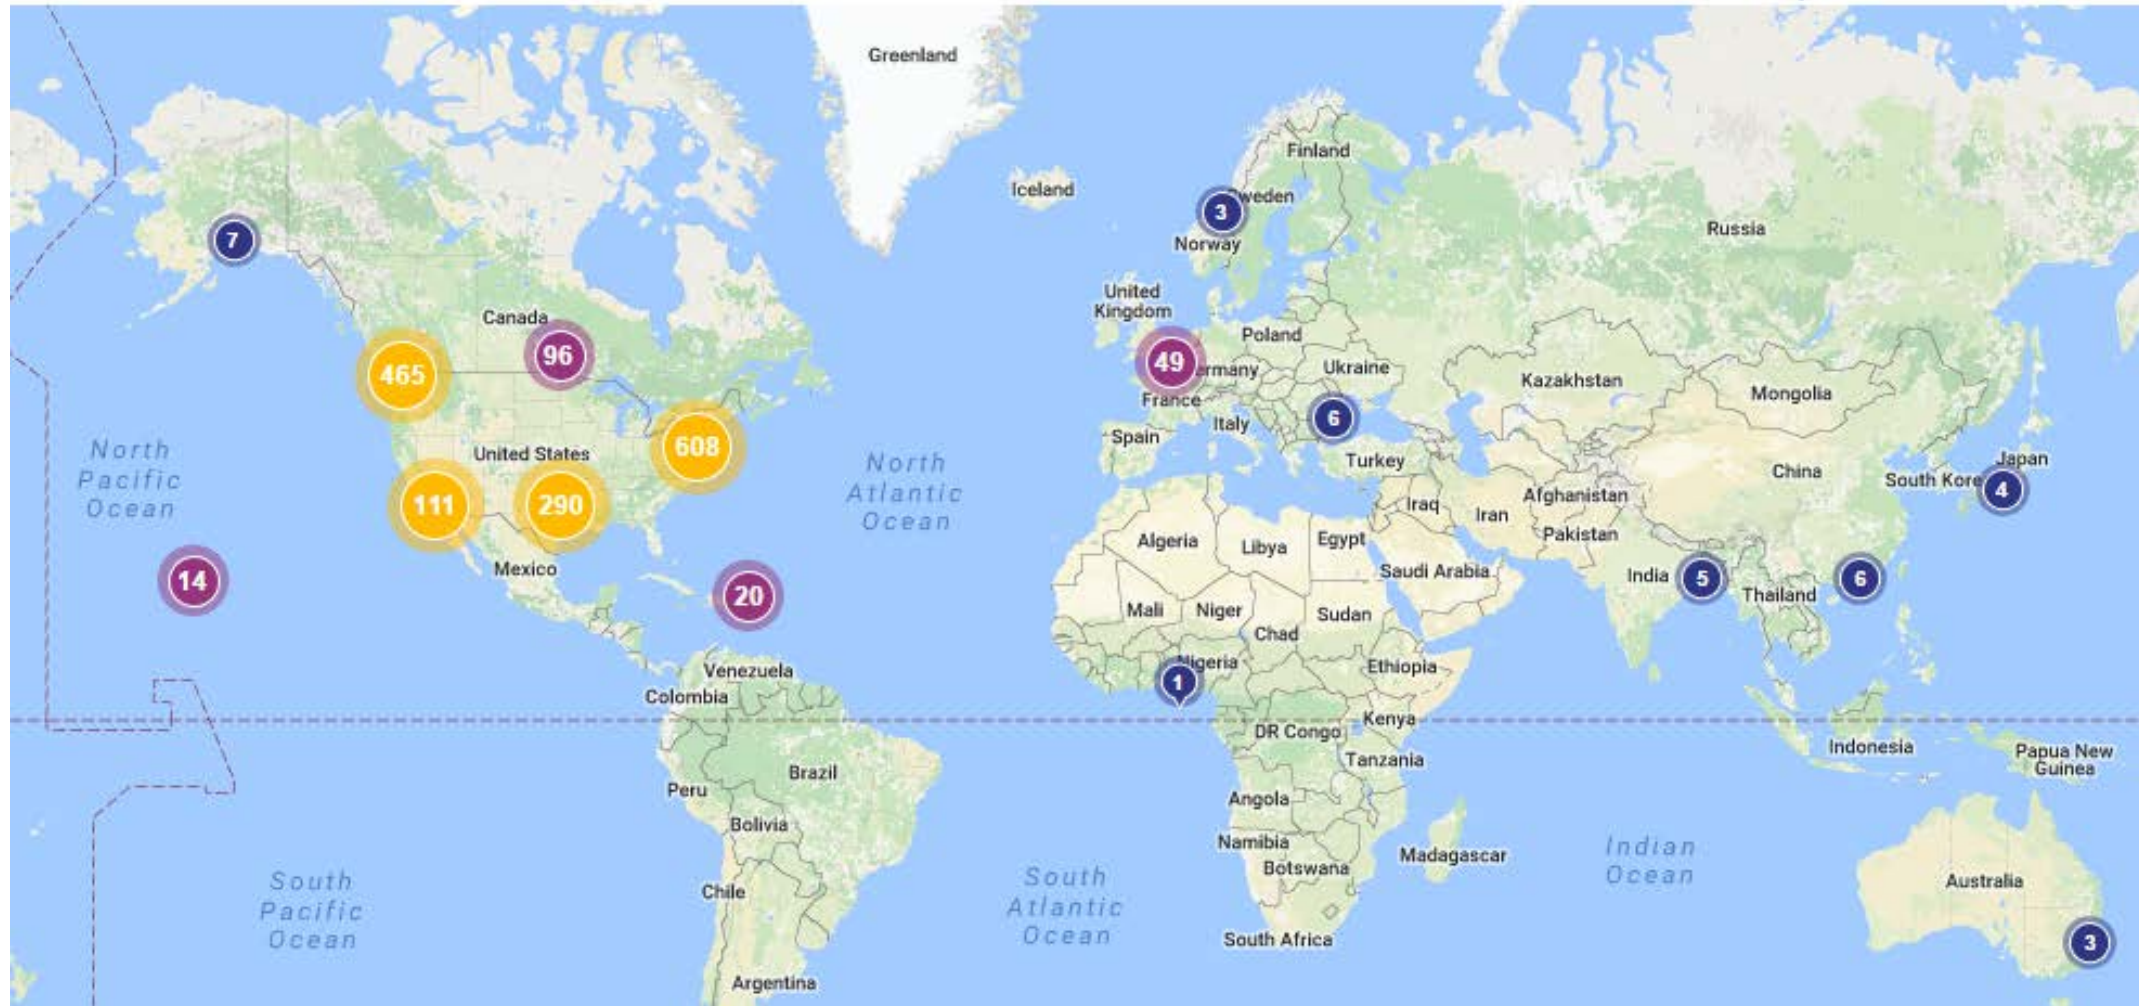 Greenland
Finland
Iceland
Sweden
3
Russia
7
Norway
United
Kingdom
Canada
Poland
96
465
49
Germany
Ukraine
Kazakhstan
Mongolia
France
6
Italy
Spain
608
United States
North
Pacific
Ocean
North
Atlantic
Ocean
Turkey
China
Japan
South Kore
4
111
290
Iraq
Iran
Afghanistan
Pakistan
Algeria
Libya
Egypt
Mexico
Saudi Arabia
India
5
6
14
20
Thailand
Mali
Niger
Sudan
Chad
Nigeria
Ethiopia
1
Venezuela
Colombia
Kenya
DR Congo
Tanzania
Indonesia
Papua New
Guinea
Brazil
Peru
Angola
Bolivia
Namibia
Botswana
Madagascar
Indian
Ocean
South
Pacific
Ocean
Chile
South
Atlantic
Ocean
Australia
South Africa
3
Argentina